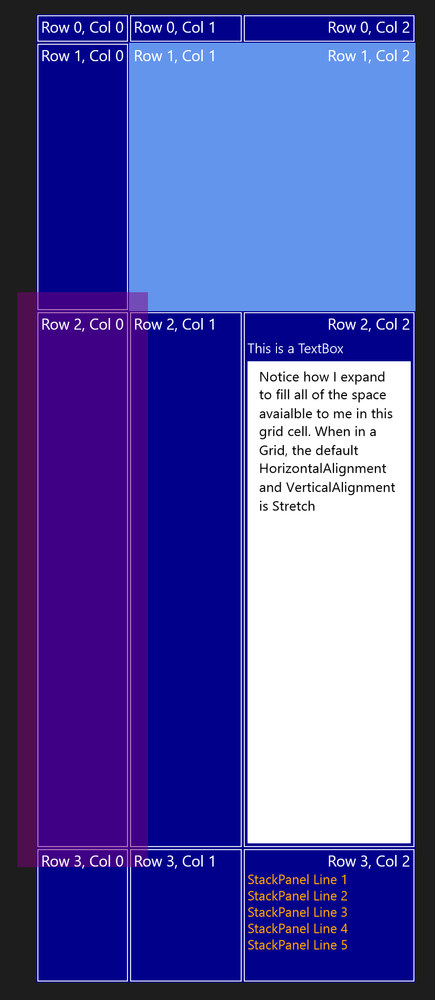 Row 0, Col 0
Row 0, Col 1
Row 0, Col 2
Row 1, Col 0
Row 1, Col 1
Row 1, Col 2
Row 2, Col 0
Row 2, Col 1
Row 2, Col 2
This is a TextBox
Notice how I expand
to fill all of the space
avaialble to me in this
grid cell. When in a
Grid, the default
HorizontalAlignment
and VerticalAlignment
is Stretch
Row 3, Col 0
Row 3, Col 1
Row 3, Col 2
StackPanel Line 1
StackPanel Line 2
StackPanel Line 3
StackPanel Line 4
StackPanel Line 5